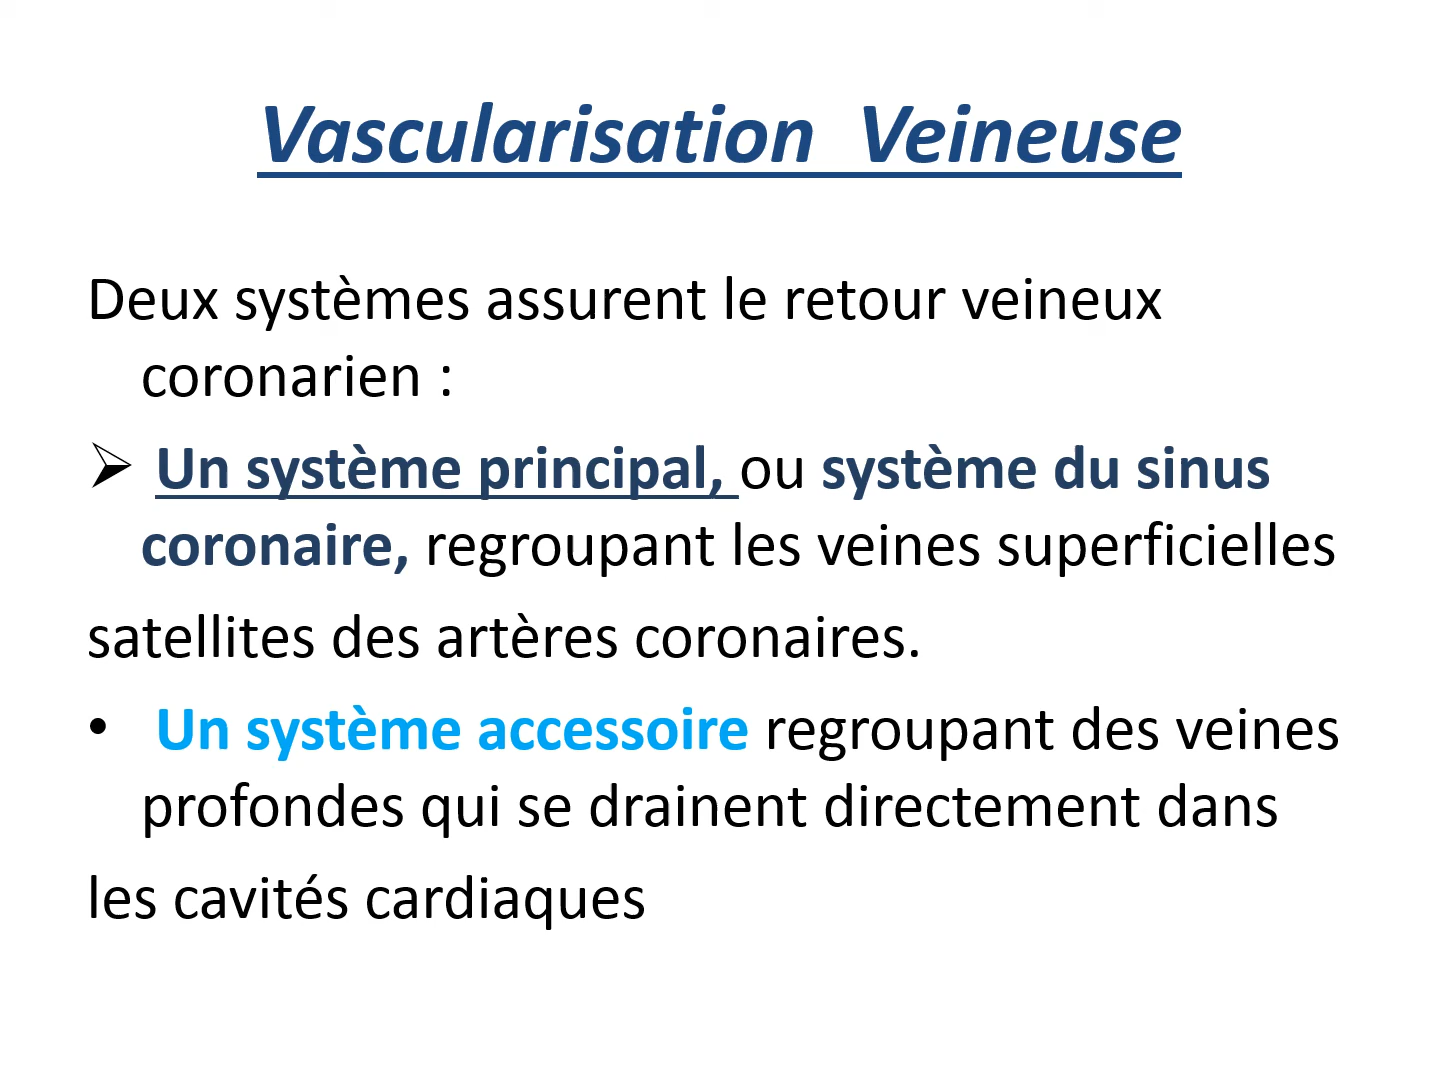 Vascularisation  Veineuse
Deux systèmes assurent le retour veineux
coronarien :
➢ Un système principal, ou système du sinus
coronaire, regroupant les veines superficielles
satellites des artères coronaires.
• Un système accessoire regroupant des veines
profondes qui se drainent directement dans
les cavités cardiaques